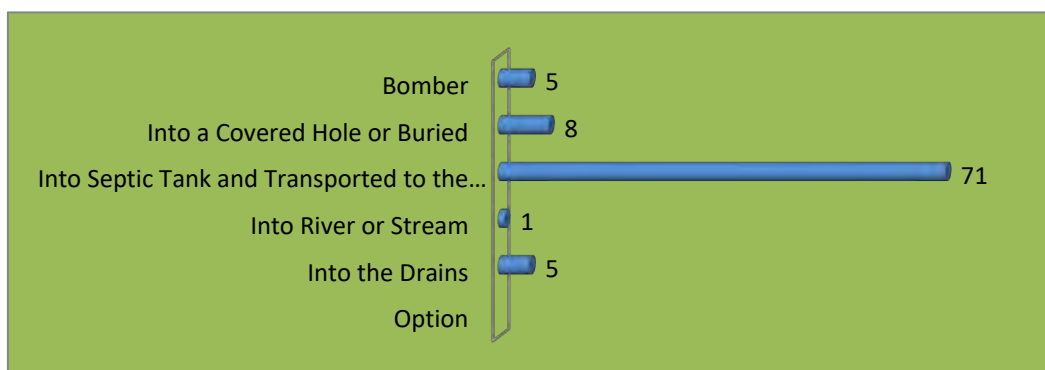 Bomber 5
Into a Covered Hole or Buried 8
Into Septic Tank and Transported to the… 71
Into River or Stream 1
Into the Drains 5
Option